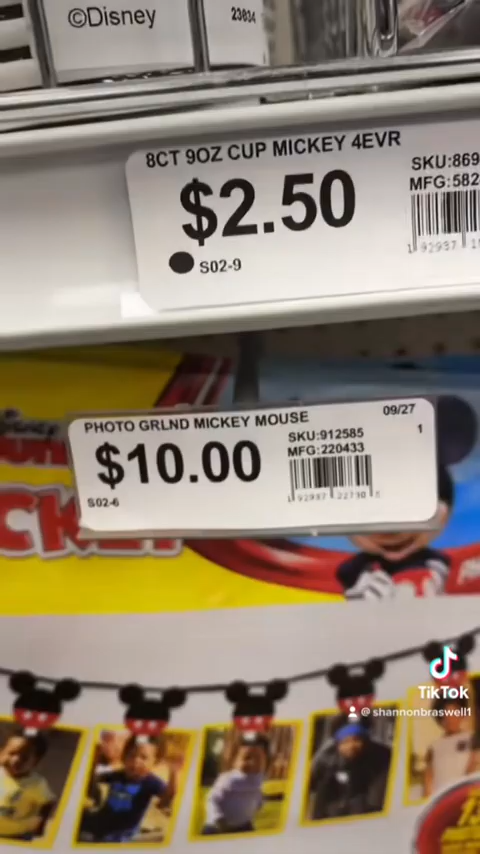 ©Disney
23034
8CT 9OZ CUP MICKEY 4EVR
$2.50
SKU:869
MFG:582
S02-9
PHOTO GRLND MICKEY MOUSE
09/27
1
$10.00
SKU:912585
MFG:220433
S02-6
TikTok
@shannonbraswell1